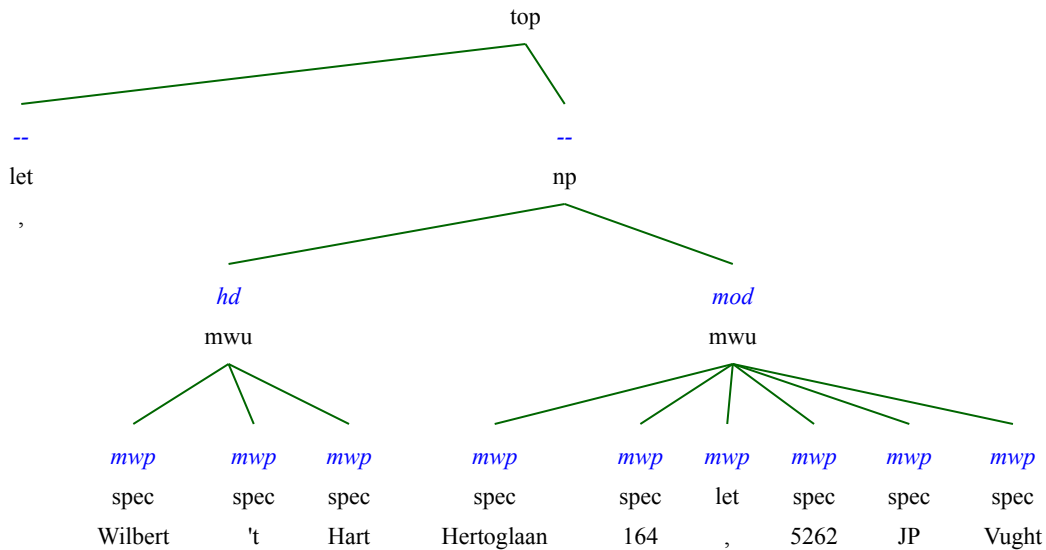 top
-- --
let np
,
hd mod
mwu mwu
mwp mwp mwp mwp mwp mwp mwp mwp mwp
spec spec spec spec spec let spec spec spec
Wilbert 't Hart Hertoglaan 164 , 5262 JP Vught